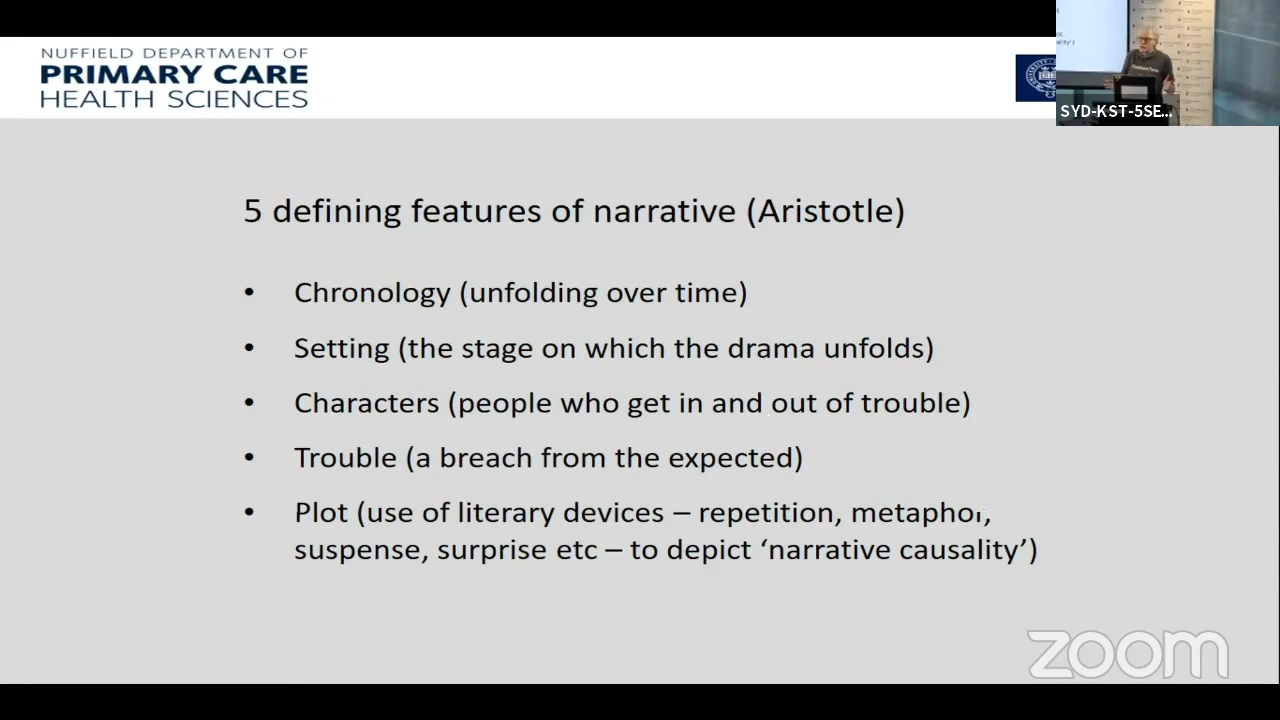 NUFFIELD DEPARTMENT OF
PRIMARY CARE
HEALTH SCIENCES
SYD-KST-5SE...
5 defining features of narrative (Aristotle)
• Chronology (unfolding over time)
• Setting (the stage on which the drama unfolds)
• Characters (people who get in and out of trouble)
• Trouble (a breach from the expected)
• Plot (use of literary devices – repetition, metaphor,
suspense, surprise etc – to depict ‘narrative causality’)
zoom